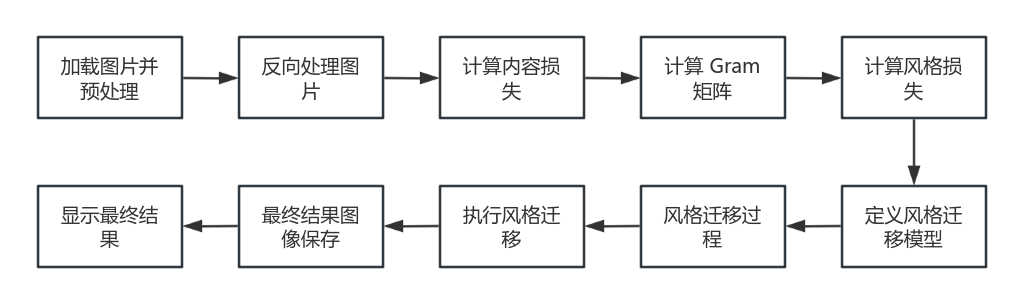 加载图片并
预处理
反向处理图
片
计算内容损
失
计算 Gram
矩阵
计算风格损
失
定义风格迁
移模型
风格迁移过
程
执行风格迁
移
最终结果图
像保存
显示最终结
果